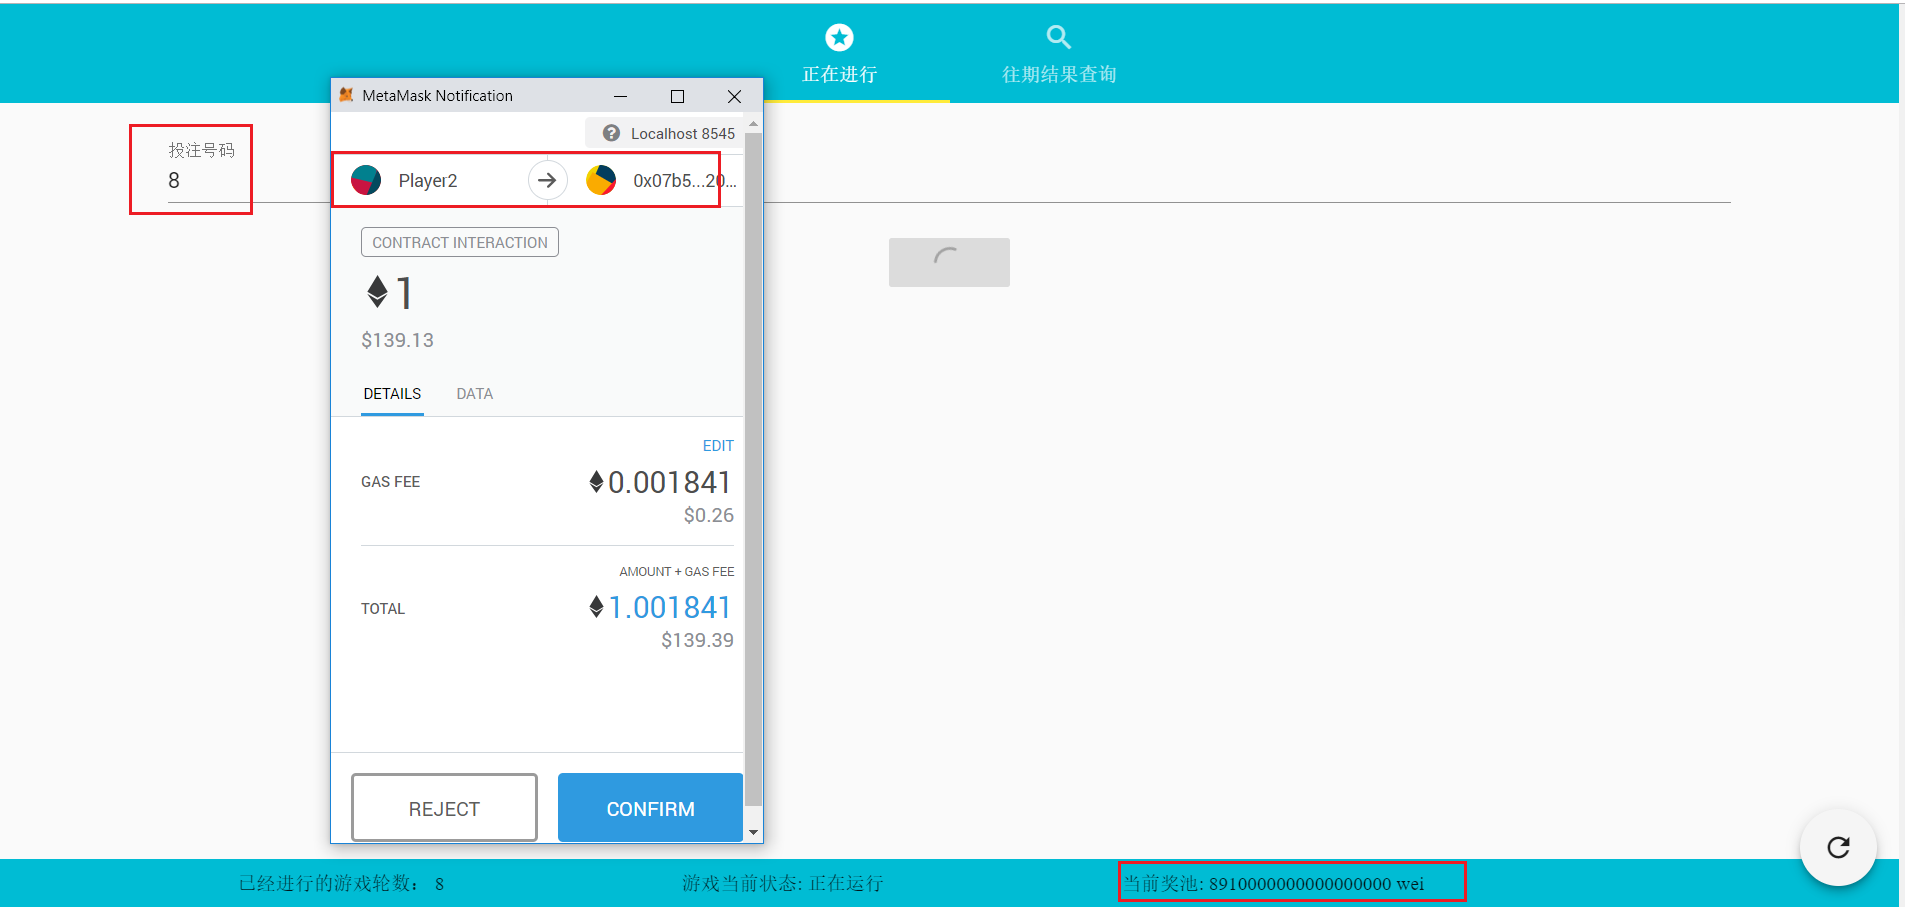 正在进行
往期结果查询
MetaMask Notification
Localhost 8545
投注号码
8
Player2
0x07b5...20...
CONTRACT INTERACTION
1
$139.13
DETAILS
DATA
EDIT
GAS FEE
0.001841
$0.26
AMOUNT + GAS FEE
TOTAL
1.001841
$139.39
REJECT
CONFIRM
已经进行的游戏轮数： 8
游戏当前状态: 正在运行
当前奖池: 8910000000000000000 wei